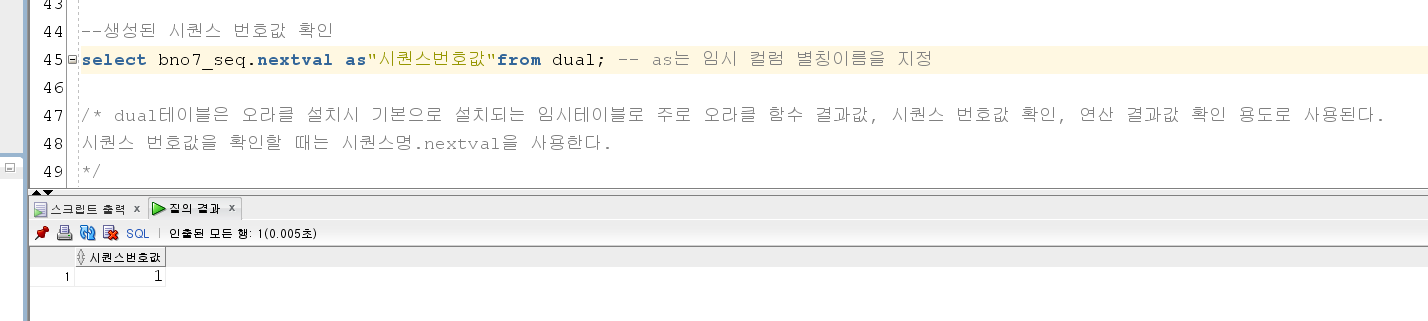 43
44 --생성된 시퀀스 번호값 확인
45 select bno7_seq.nextval as"시퀀스번호값"from dual; -- as는 임시 컬럼 별칭이름을 지정
46
47 /* dual테이블은 오라클 설치시 기본으로 설치되는 임시테이블로 주로 오라클 함수 결과값, 시퀀스 번호값 확인, 연산 결과값 확인 용도로 사용된다.
48 시퀀스 번호값을 확인할 때는 시퀀스명.nextval을 사용한다.
49 */
스크립트 출력 x 질의 결과 x
SQL | 인출된 모든 행: 1(0.005초)
시퀀스번호값
1 1